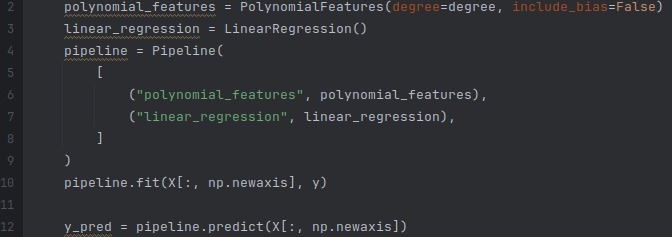 2 polynomial_features = PolynomialFeatures(degree=degree, include_bias=False)
3 linear_regression = LinearRegression()
4 pipeline = Pipeline(
5 [
6 ("polynomial_features", polynomial_features),
7 ("linear_regression", linear_regression),
8 ]
9 )
10 pipeline.fit(X[:, np.newaxis], y)
11
12 y_pred = pipeline.predict(X[:, np.newaxis])